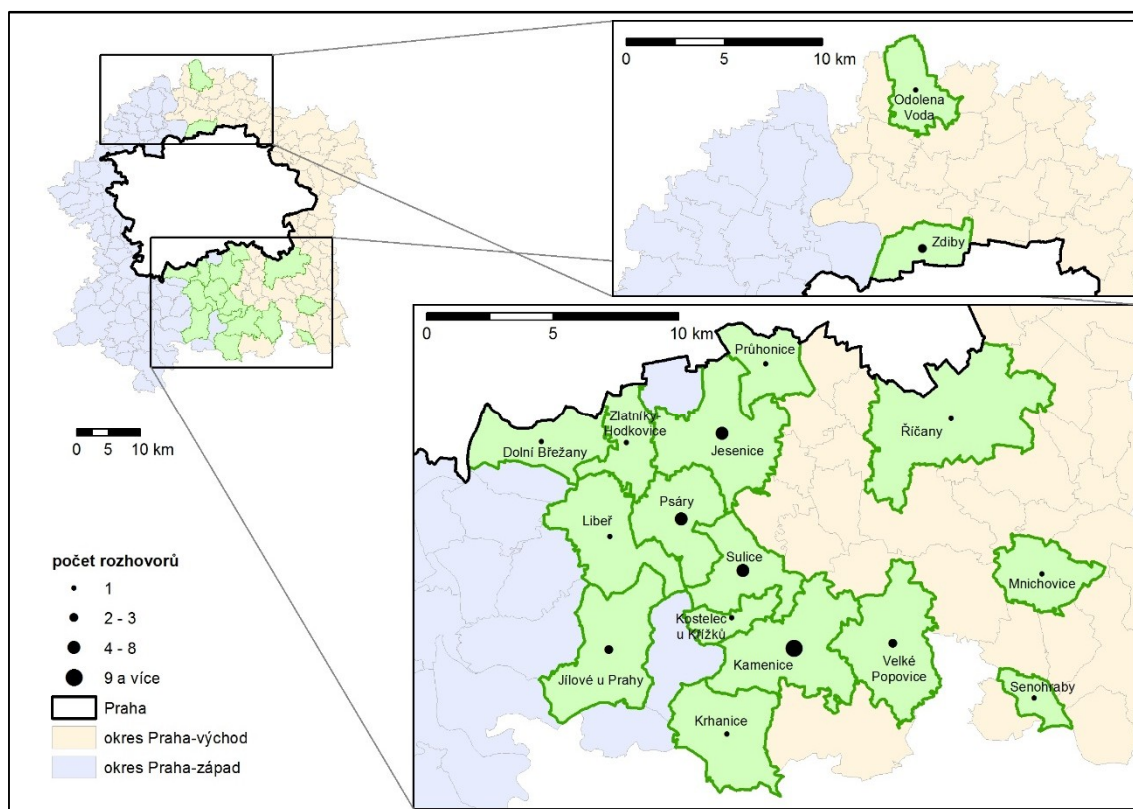 0
5
10 km
Odolena
Voda
Zdiby
0
5
10 km
Průhonice
Zlatníky-
Hodkovice
Dolní Břežany
Jesenice
Říčany
Psáry
Libeř
Sulice
Mnichovice
Kostelec
u Křížků
Kamenice
Velké
Popovice
Jílové u Prahy
Senohraby
Krhanice
0 5 10 km
počet rozhovorů
1
2 - 3
4 - 8
9 a více
Praha
okres Praha-východ
okres Praha-západ